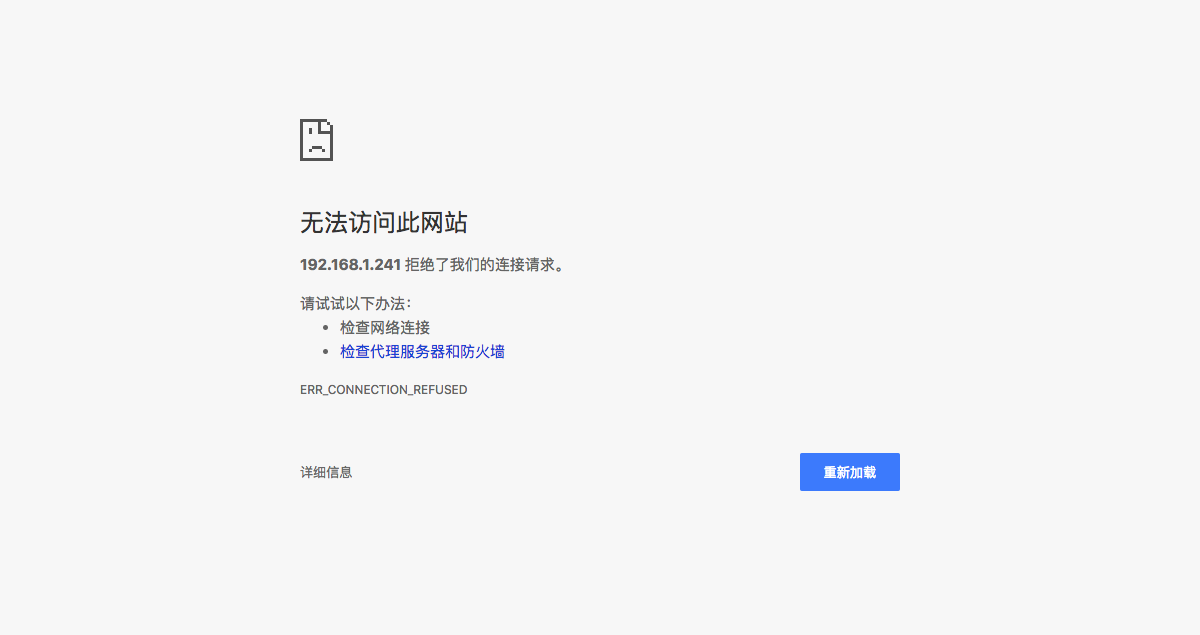 无法访问此网站
192.168.1.241 拒绝了我们的连接请求。
请试试以下办法：
检查网络连接
检查代理服务器和防火墙
ERR_CONNECTION_REFUSED
详细信息
重新加载